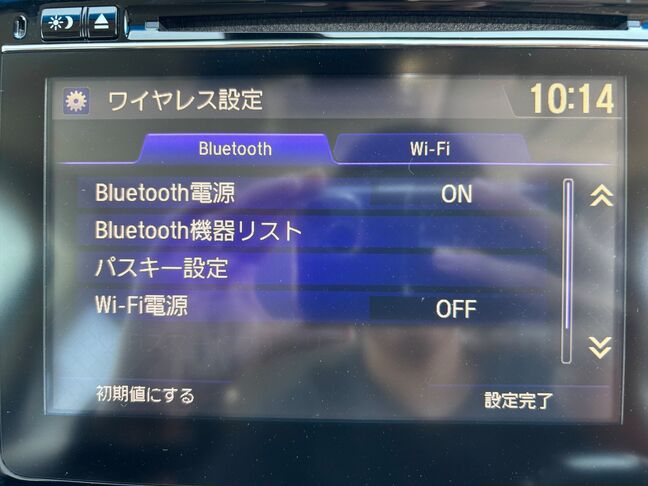 ワイヤレス設定
10:14
Bluetooth
Wi-Fi
Bluetooth電源 ON
Bluetooth機器リスト
パスキー設定
Wi-Fi電源 OFF
初期値にする
設定完了